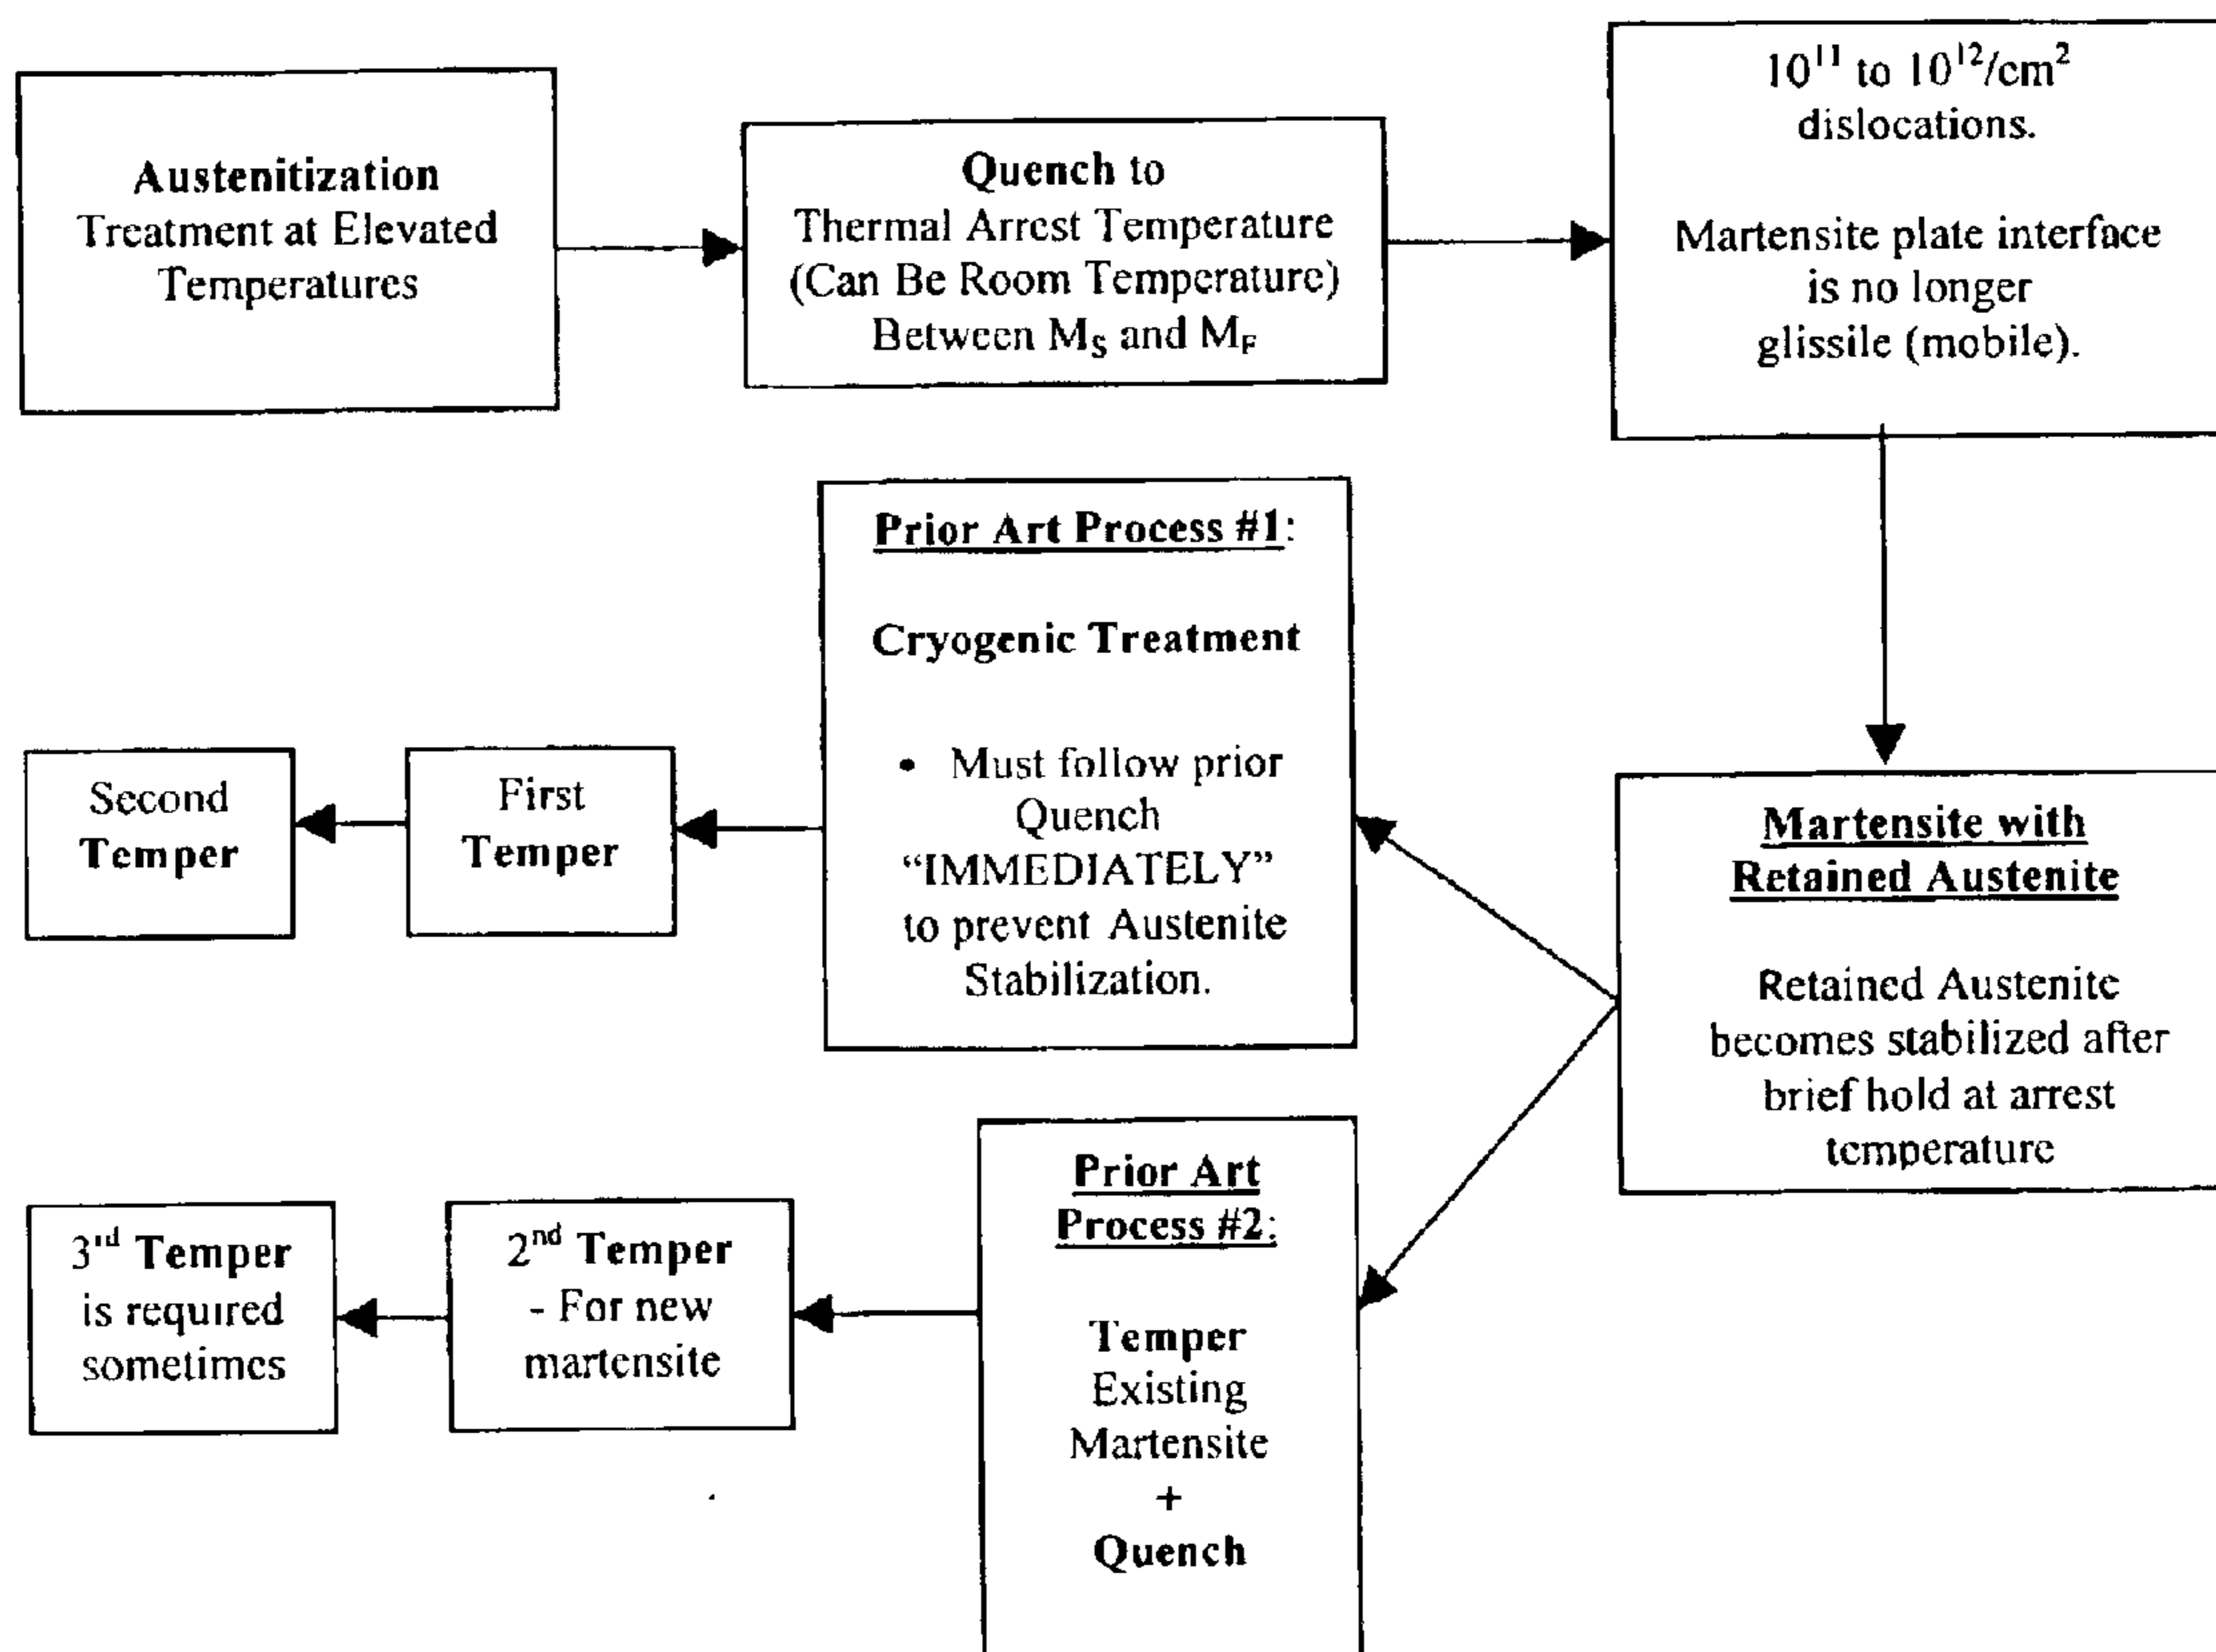 Austenitization
Treatment at Elevated
Temperatures
Quench to
Thermal Arrest Temperature
(Can Be Room Temperature)
Between M_S and M_F
10^11 to 10^12/cm^2
dislocations.
Martensite plate interface
is no longer
glissile (mobile).
Martensite with
Retained Austenite
Retained Austenite
becomes stabilized after
brief hold at arrest
temperature
Prior Art Process #1:
Cryogenic Treatment
• Must follow prior
Quench
“IMMEDIATELY”
to prevent Austenite
Stabilization.
First
Temper
Second
Temper
Prior Art
Process #2:
Temper
Existing
Martensite
+
Quench
2nd Temper
- For new
martensite
3rd Temper
is required
sometimes